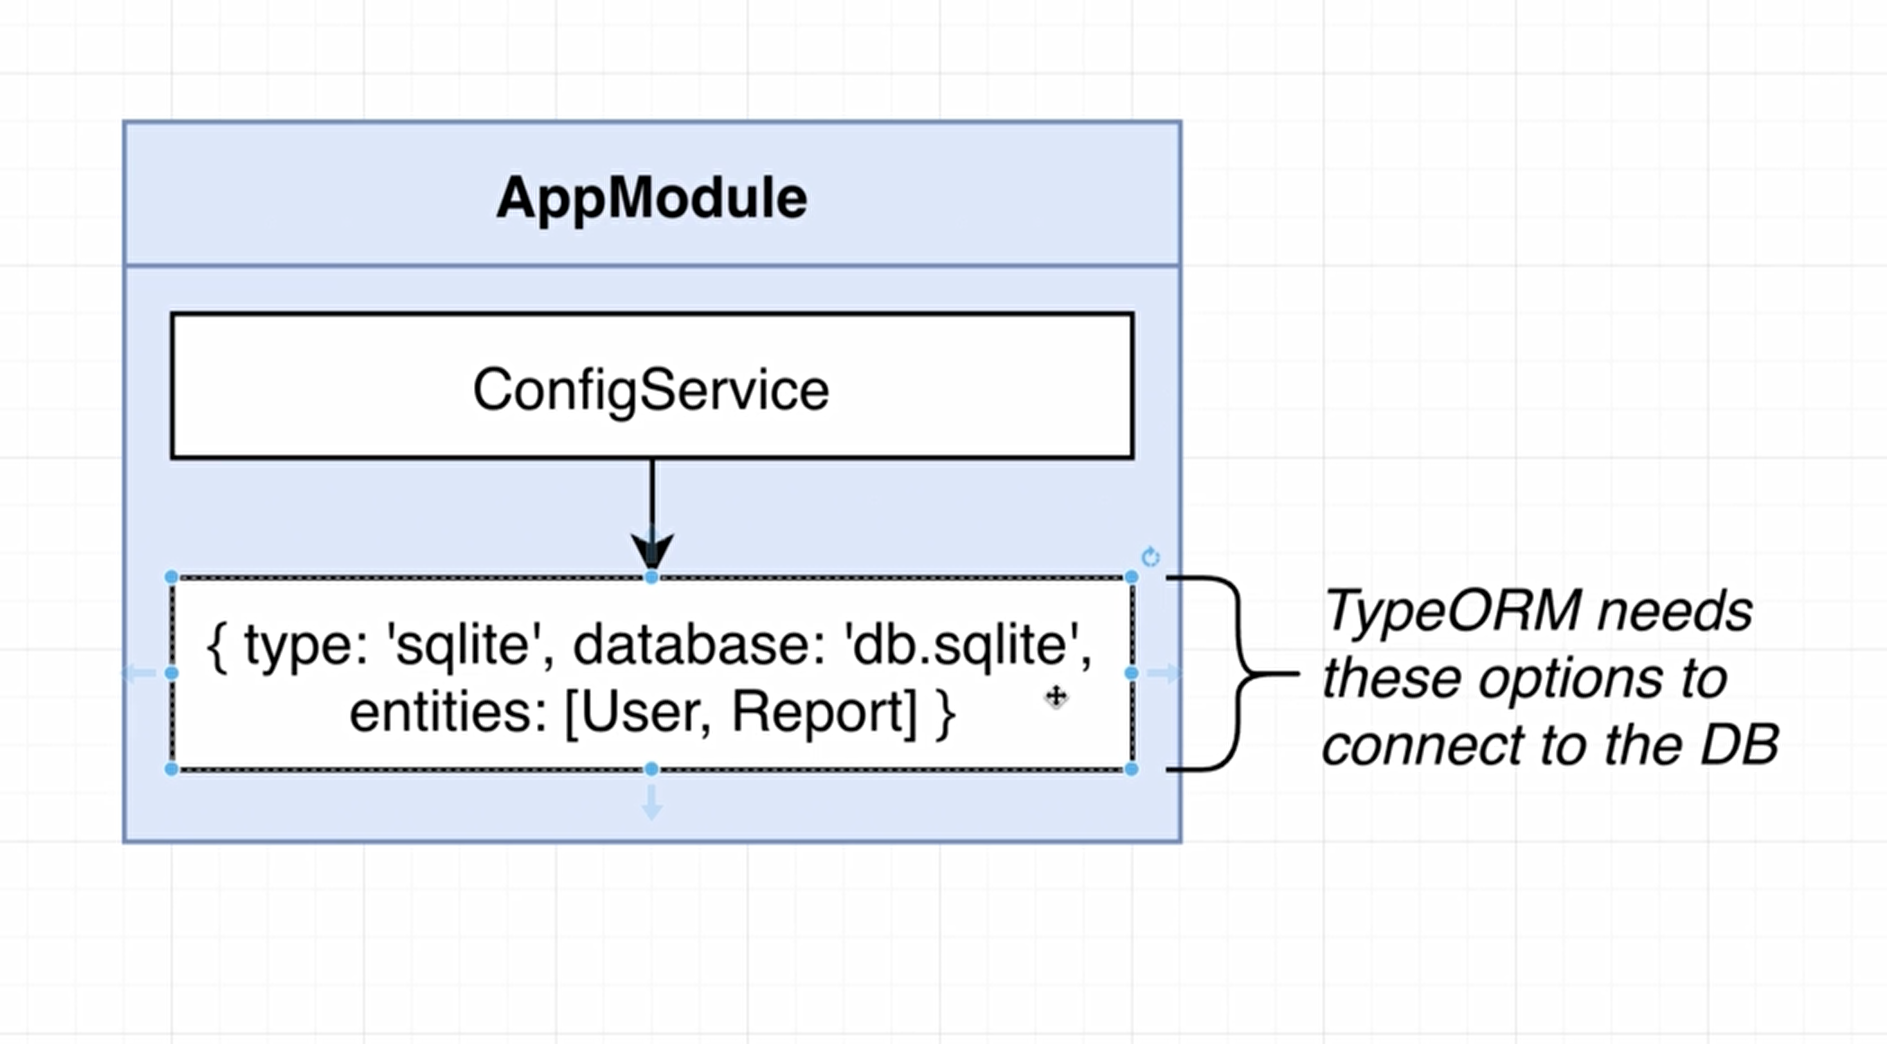 AppModule
ConfigService
{ type: 'sqlite', database: 'db.sqlite',
entities: [User, Report] }
TypeORM needs
these options to
connect to the DB